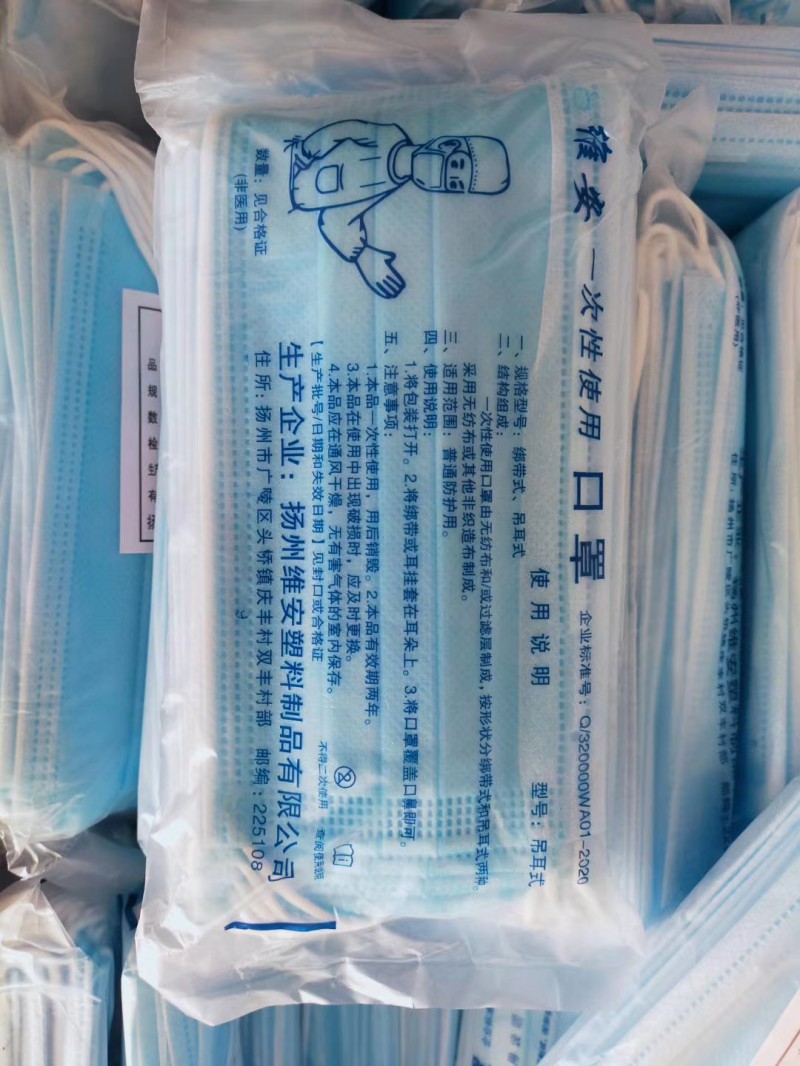 维安 一次性使用 口罩 企业标准号：Q/320000WA01-2020
使用说明 型号：吊耳式
一、规格型号：绑带式、吊耳式
二、结构组成：
一次性使用口罩由无纺布和/或过滤层制成，按形状分绑带式和吊耳式两种。
采用无纺布或其他非织造布制成。
三、适用范围：普通防护用。
四、使用说明：
1.将包装打开。2.将绑带或耳挂套在耳朵上。3.将口罩覆盖口鼻即可。
五、注意事项：
1.本品一次性使用，用后销毁。2.本品有效期两年。
3.本品在使用中出现破损时，应及时更换。
4.本品应在通风干燥，无有害气体的室内保存。
【生产批号/日期和失效日期】见封口或合格证
不得二次使用
生产企业：扬州维安塑料制品有限公司
住所：扬州市广陵区头桥镇庆丰村双丰村部 邮编：225108
数量：见合格证
(非医用)